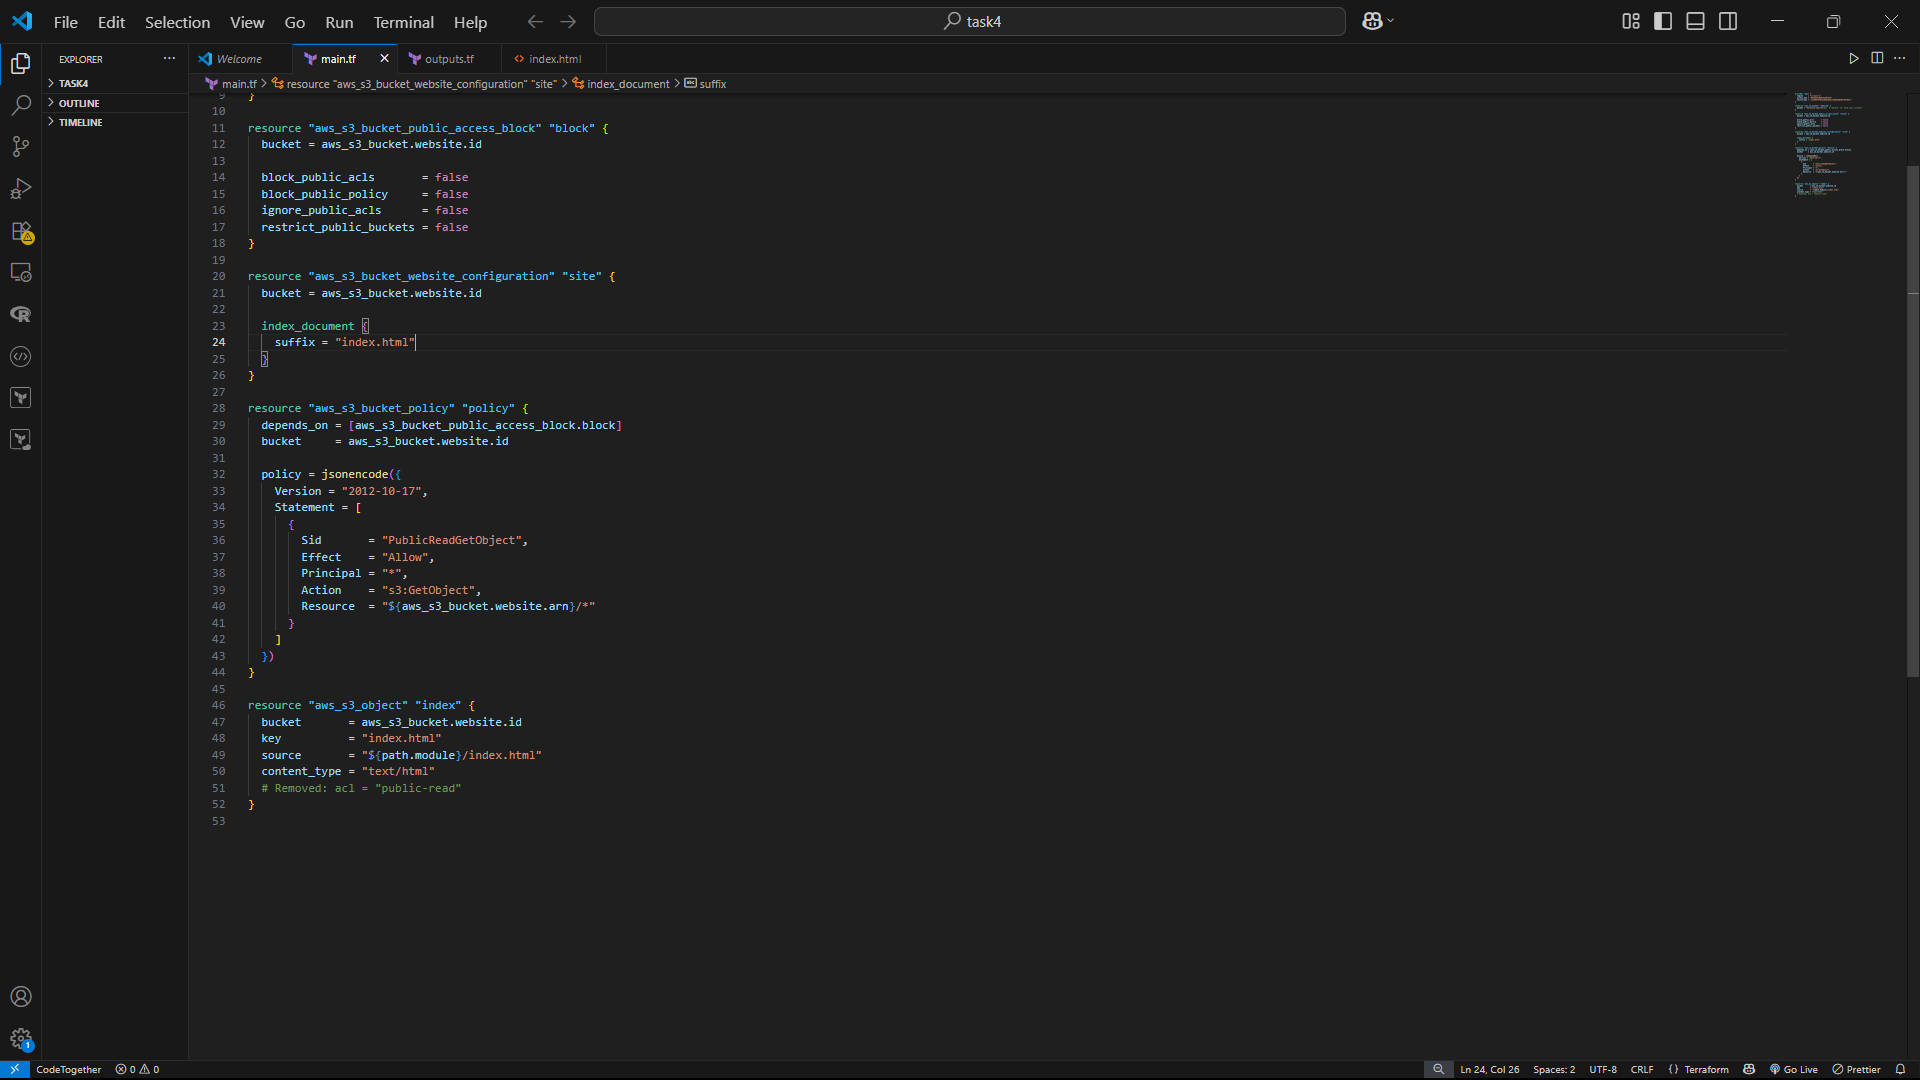 File Edit Selection View Go Run Terminal Help
task4
EXPLORER
TASK4
OUTLINE
TIMELINE
Welcome
main.tf
outputs.tf
index.html
main.tf > resource "aws_s3_bucket_website_configuration" "site" > index_document > suffix
9 }
10
11 resource "aws_s3_bucket_public_access_block" "block" {
12 bucket = aws_s3_bucket.website.id
13
14 block_public_acls       = false
15 block_public_policy     = false
16 ignore_public_acls      = false
17 restrict_public_buckets = false
18 }
19
20 resource "aws_s3_bucket_website_configuration" "site" {
21 bucket = aws_s3_bucket.website.id
22
23 index_document {
24 suffix = "index.html"
25 }
26 }
27
28 resource "aws_s3_bucket_policy" "policy" {
29 depends_on = [aws_s3_bucket_public_access_block.block]
30 bucket     = aws_s3_bucket.website.id
31
32 policy = jsonencode({
33 Version = "2012-10-17",
34 Statement = [
35 {
36 Sid       = "PublicReadGetObject",
37 Effect    = "Allow",
38 Principal = "*",
39 Action    = "s3:GetObject",
40 Resource  = "${aws_s3_bucket.website.arn}/*"
41 }
42 ]
43 })
44 }
45
46 resource "aws_s3_object" "index" {
47 bucket       = aws_s3_bucket.website.id
48 key          = "index.html"
49 source       = "${path.module}/index.html"
50 content_type = "text/html"
51 # Removed: acl = "public-read"
52 }
53
1
CodeTogether 0 0
Ln 24, Col 26 Spaces: 2 UTF-8 CRLF {} Terraform Go Live Prettier